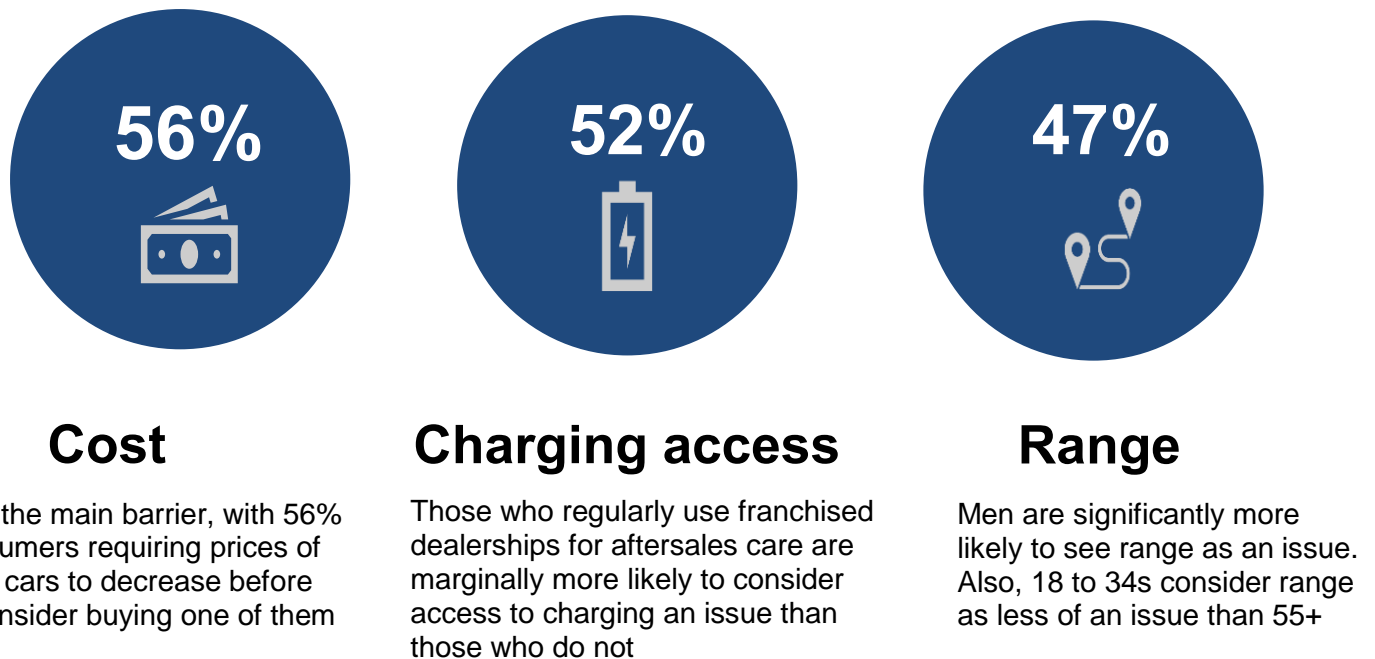 56%
52%
47%
Cost
the main barrier, with 56%
umers requiring prices of
cars to decrease before
nsider buying one of them
Charging access
Those who regularly use franchised
dealerships for aftersales care are
marginally more likely to consider
access to charging an issue than
those who do not
Range
Men are significantly more
likely to see range as an issue.
Also, 18 to 34s consider range
as less of an issue than 55+